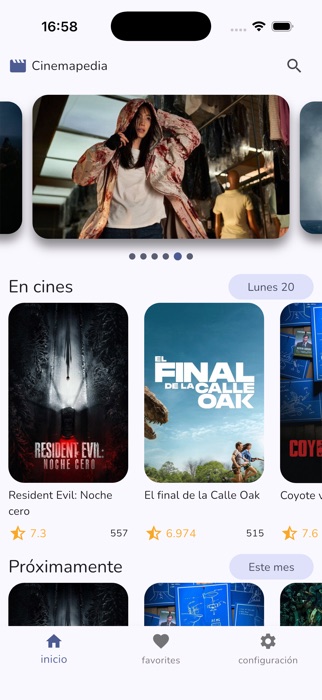 16:58
Cinemapedia
En cines
Lunes 20
RESIDENT EVIL:
NOCHE CERO
EL
FINAL
DE LA CALLE
OAK
COY
Resident Evil: Noche
cero
El final de la Calle Oak
Coyote v
7.3
557
6.974
515
7.6
Próximamente
Este mes
inicio
favorites
configuración